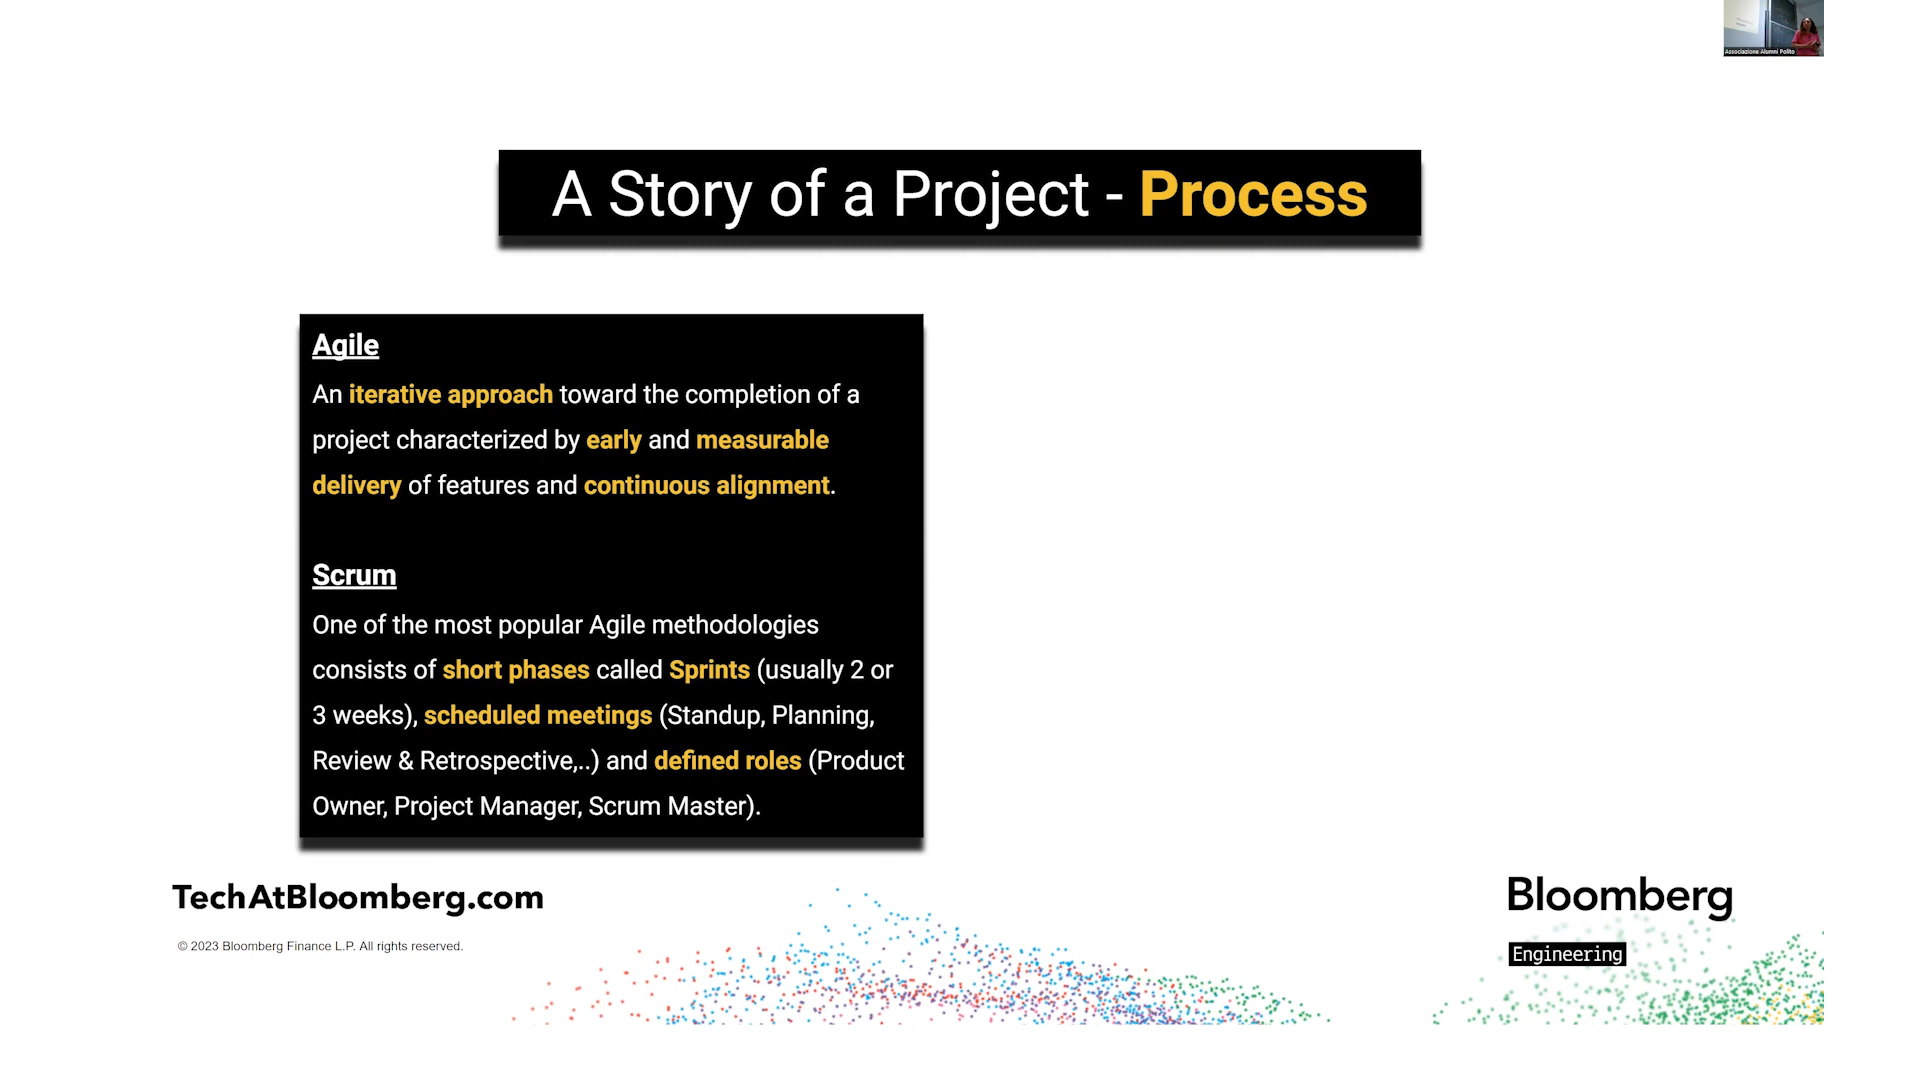 Associazione Alumni Polito
A Story of a Project - Process
Agile
An iterative approach toward the completion of a
project characterized by early and measurable
delivery of features and continuous alignment.
Scrum
One of the most popular Agile methodologies
consists of short phases called Sprints (usually 2 or
3 weeks), scheduled meetings (Standup, Planning,
Review & Retrospective,..) and defined roles (Product
Owner, Project Manager, Scrum Master).
TechAtBloomberg.com
© 2023 Bloomberg Finance L.P. All rights reserved.
Bloomberg
Engineering